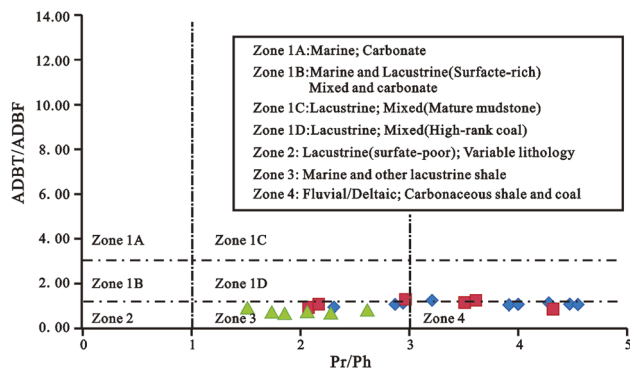 14.00
12.00
10.00
8.00
6.00
4.00
2.00
0.00
ADBT/ADBF
Zone 1A:Marine; Carbonate
Zone 1B:Marine and Lacustrine(Surfacte-rich)
Mixed and carbonate
Zone 1C:Lacustrine; Mixed(Mature mudstone)
Zone 1D:Lacustrine; Mixed(High-rank coal)
Zone 2: Lacustrine(surfate-poor); Variable lithology
Zone 3: Marine and other lacustrine shale
Zone 4: Fluvial/Deltaic; Carbonaceous shale and coal
Zone 1A
Zone 1C
Zone 1B
Zone 1D
Zone 2
Zone 3
Zone 4
0
1
2
3
4
5
Pr/Ph